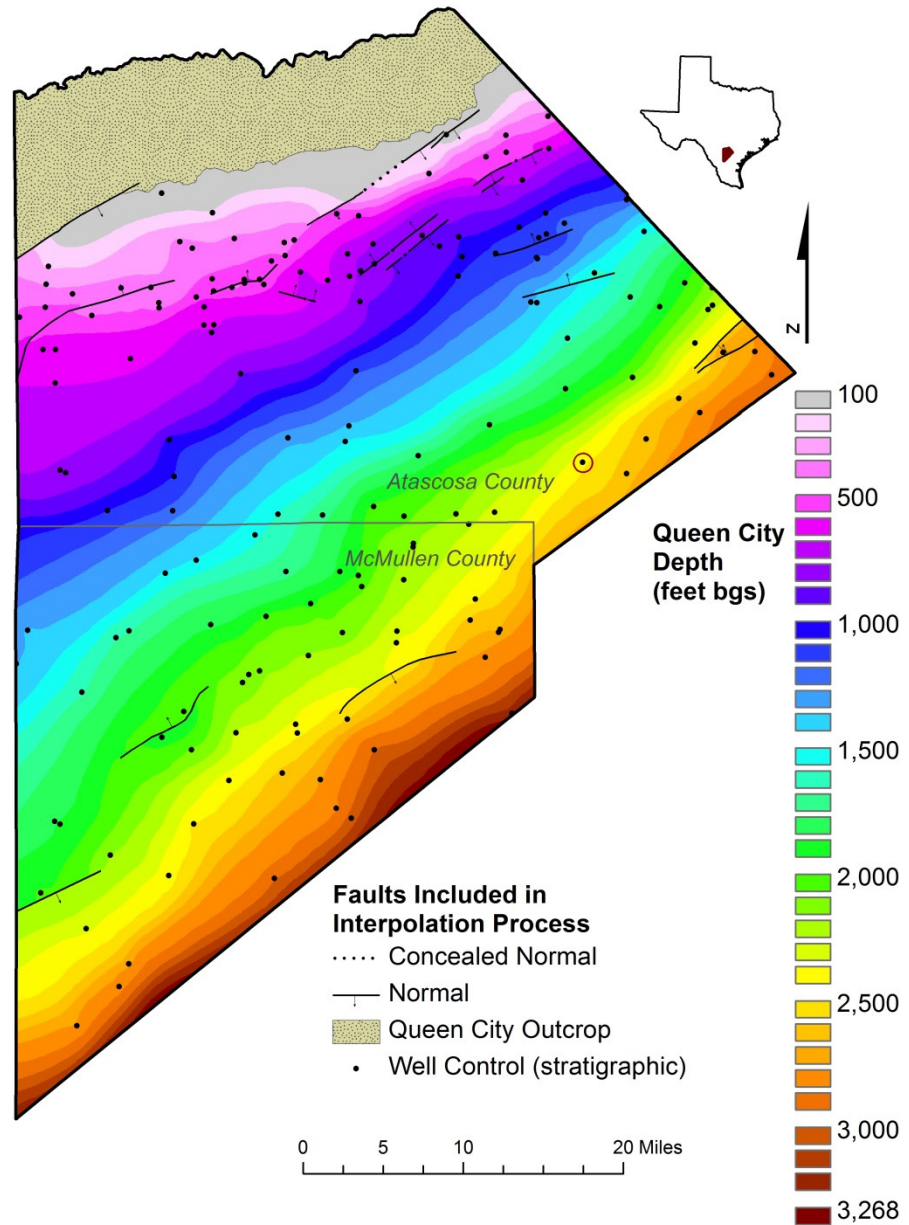 N
100
500
1,000
1,500
2,000
2,500
3,000
3,268
Queen City
Depth
(feet bgs)
Atascosa County
McMullen County
Faults Included in
Interpolation Process
Concealed Normal
Normal
Queen City Outcrop
Well Control (stratigraphic)
0 5 10 20 Miles